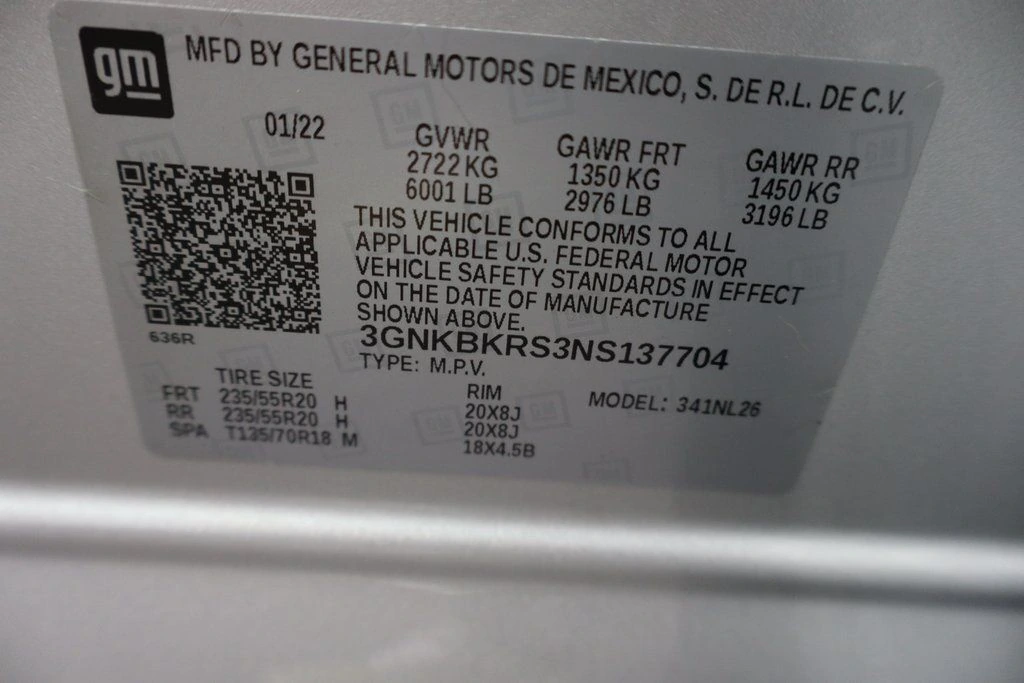 gm
MFD BY GENERAL MOTORS DE MEXICO, S. DE R.L. DE C.V.
01/22
GVWR
2722 KG
6001 LB
GAWR FRT
1350 KG
2976 LB
GAWR RR
1450 KG
3196 LB
THIS VEHICLE CONFORMS TO ALL
APPLICABLE U.S. FEDERAL MOTOR
VEHICLE SAFETY STANDARDS IN EFFECT
ON THE DATE OF MANUFACTURE
SHOWN ABOVE.
636R
3GNKBKRS3NS137704
TYPE: M.P.V.
TIRE SIZE
RIM
MODEL: 341NL26
FRT 235/55R20 H 20X8J
RR 235/55R20 H 20X8J
SPA T135/70R18 M 18X4.5B